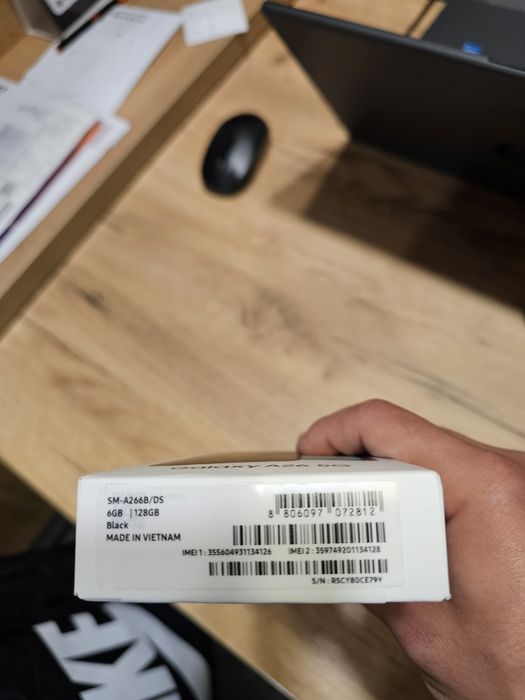 Galaxy A26 5G
SM-A266B/DS
6GB | 128GB
Black
MADE IN VIETNAM
8 806097 072812
IMEI 1 : 355604931134126 IMEI 2 : 359749201134128
S/N : R5CY80CE79Y
KE